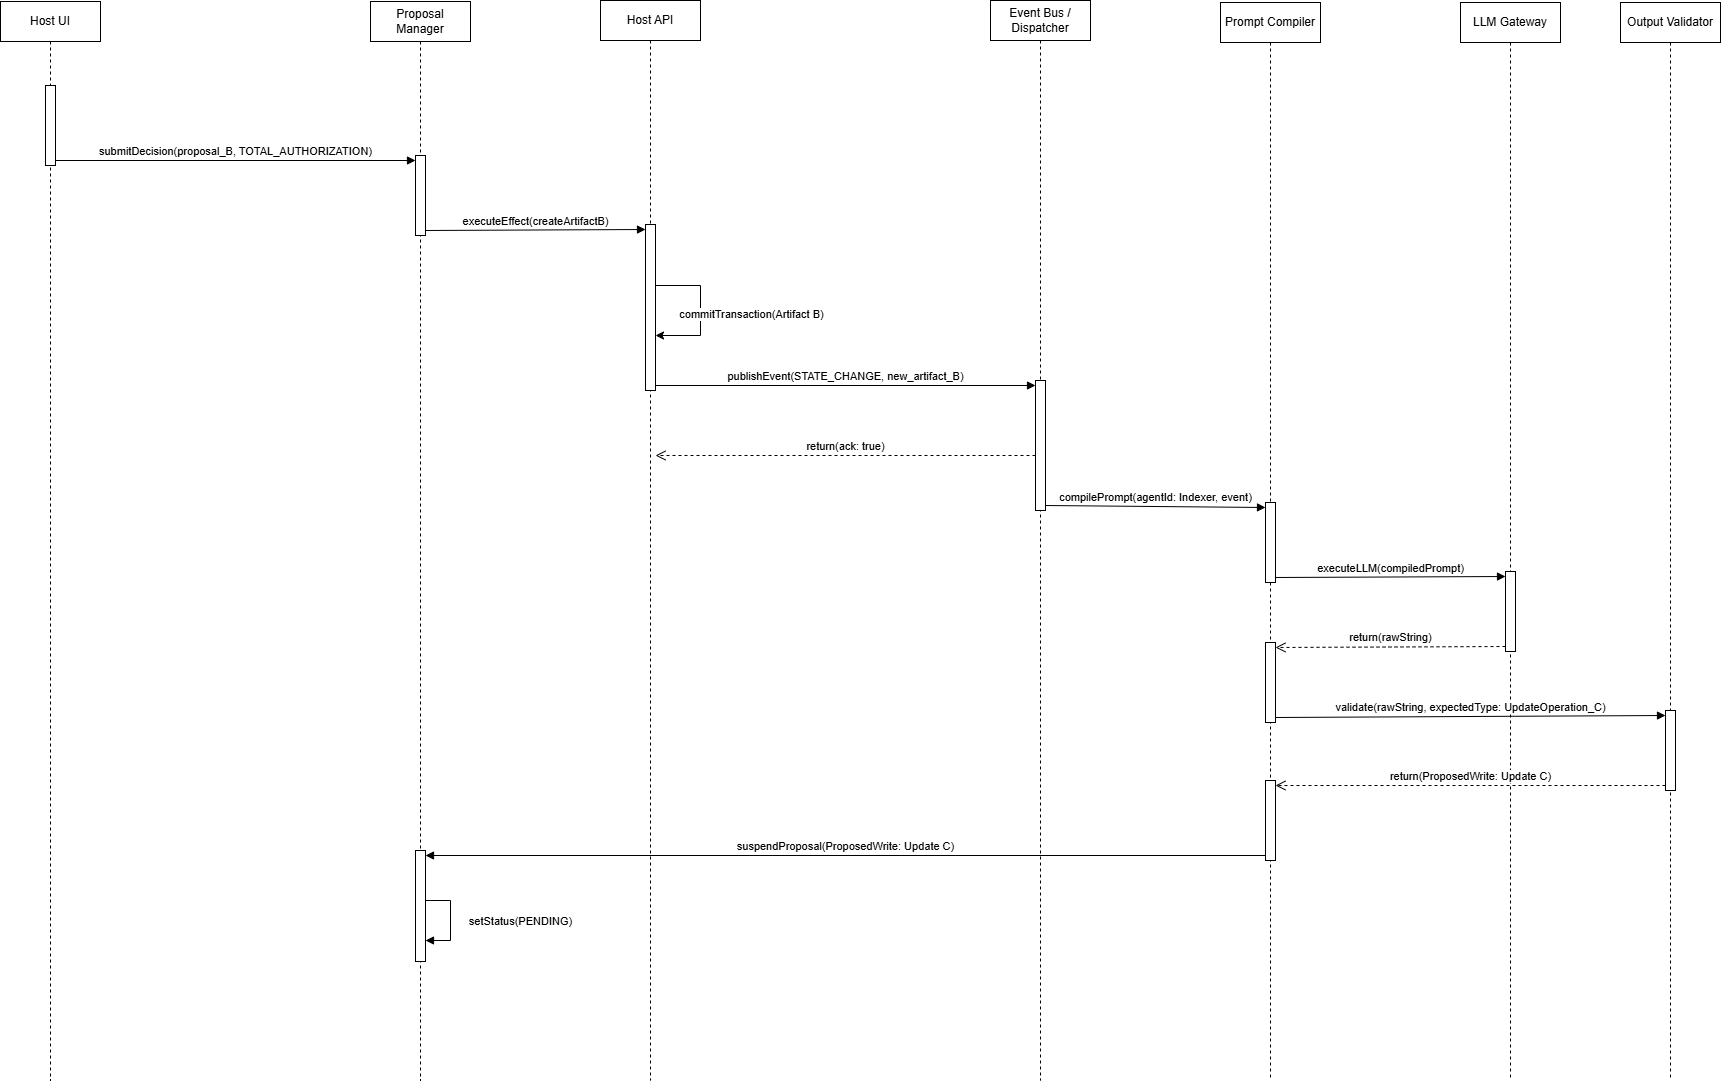 Host UI
Proposal
Manager
Host API
Event Bus /
Dispatcher
Prompt Compiler
LLM Gateway
Output Validator
submitDecision(proposal_B, TOTAL_AUTHORIZATION)
executeEffect(createArtifactB)
commitTransaction(Artifact B)
publishEvent(STATE_CHANGE, new_artifact_B)
return(ack: true)
compilePrompt(agentId: Indexer, event)
executeLLM(compiledPrompt)
return(rawString)
validate(rawString, expectedType: UpdateOperation_C)
return(ProposedWrite: Update C)
suspendProposal(ProposedWrite: Update C)
setStatus(PENDING)